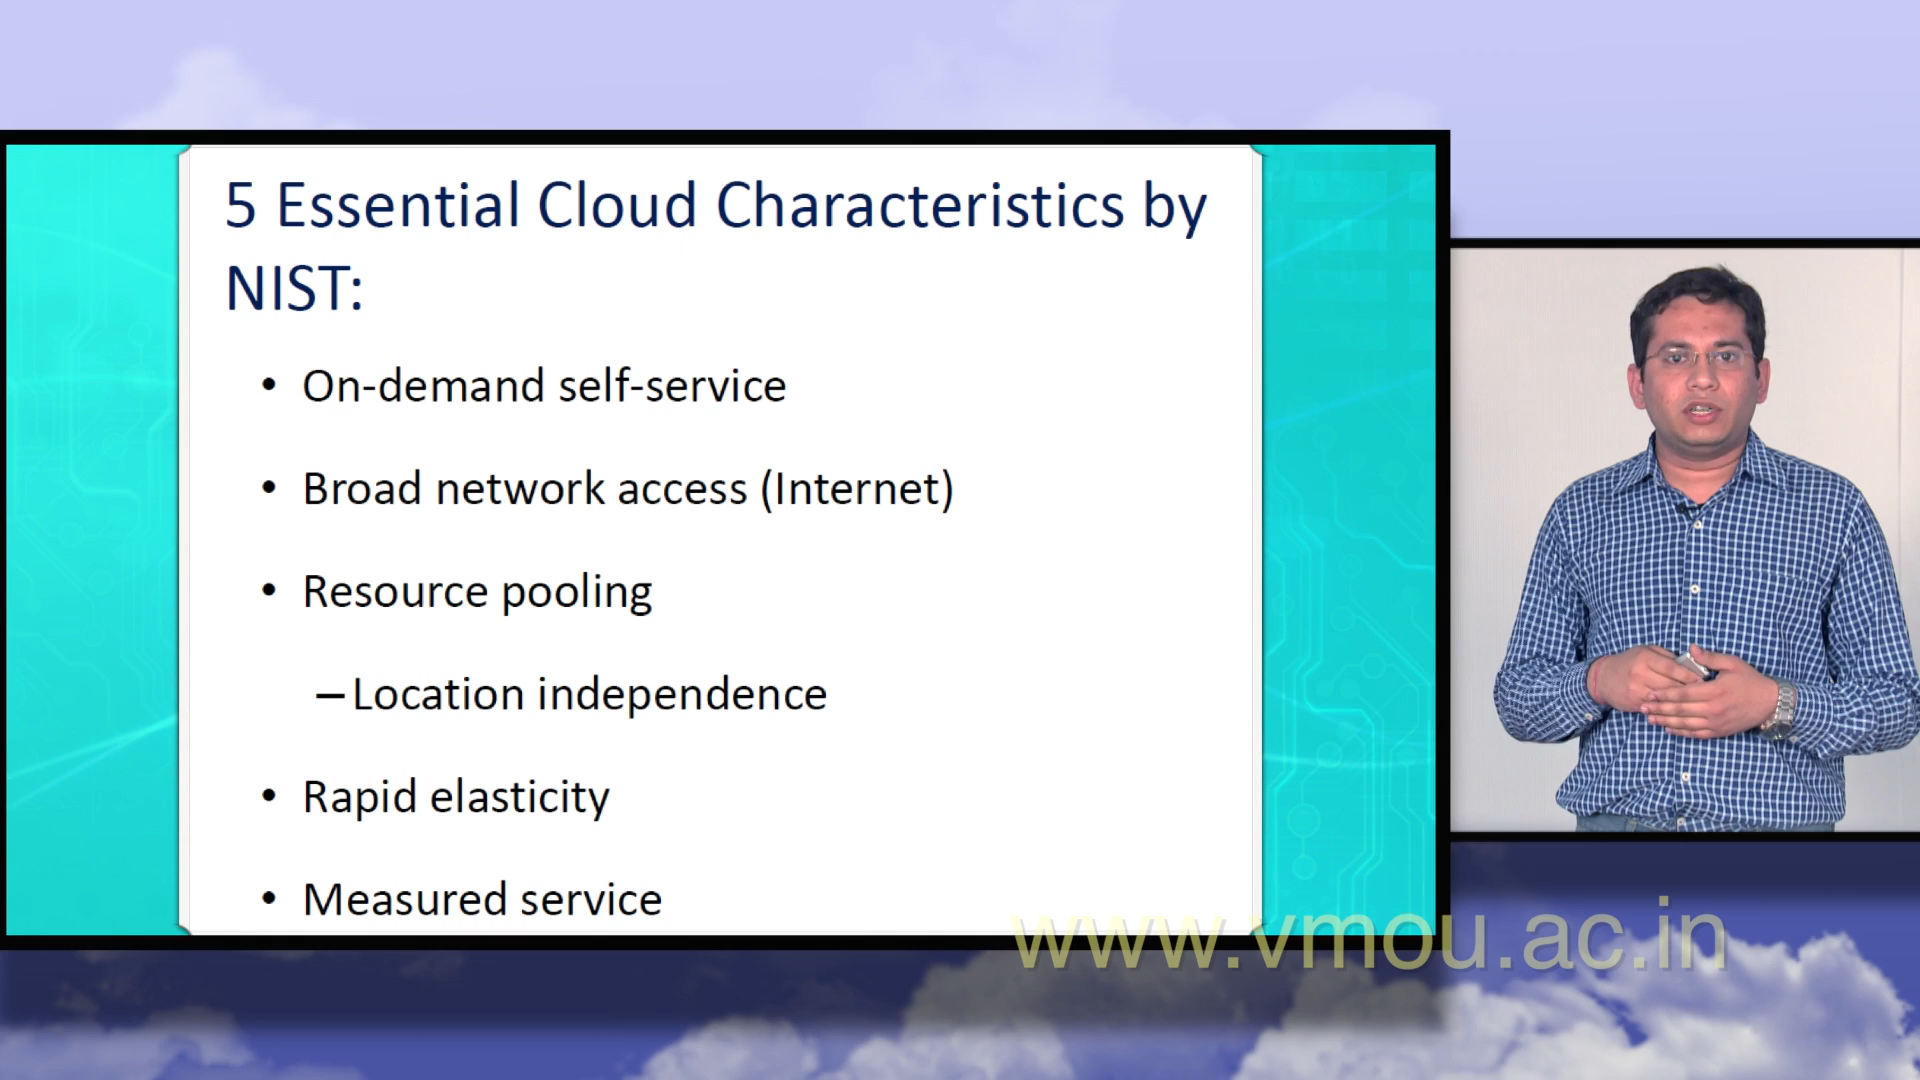 5 Essential Cloud Characteristics by
NIST:
• On-demand self-service
• Broad network access (Internet)
• Resource pooling
– Location independence
• Rapid elasticity
• Measured service
www.vmou.ac.in